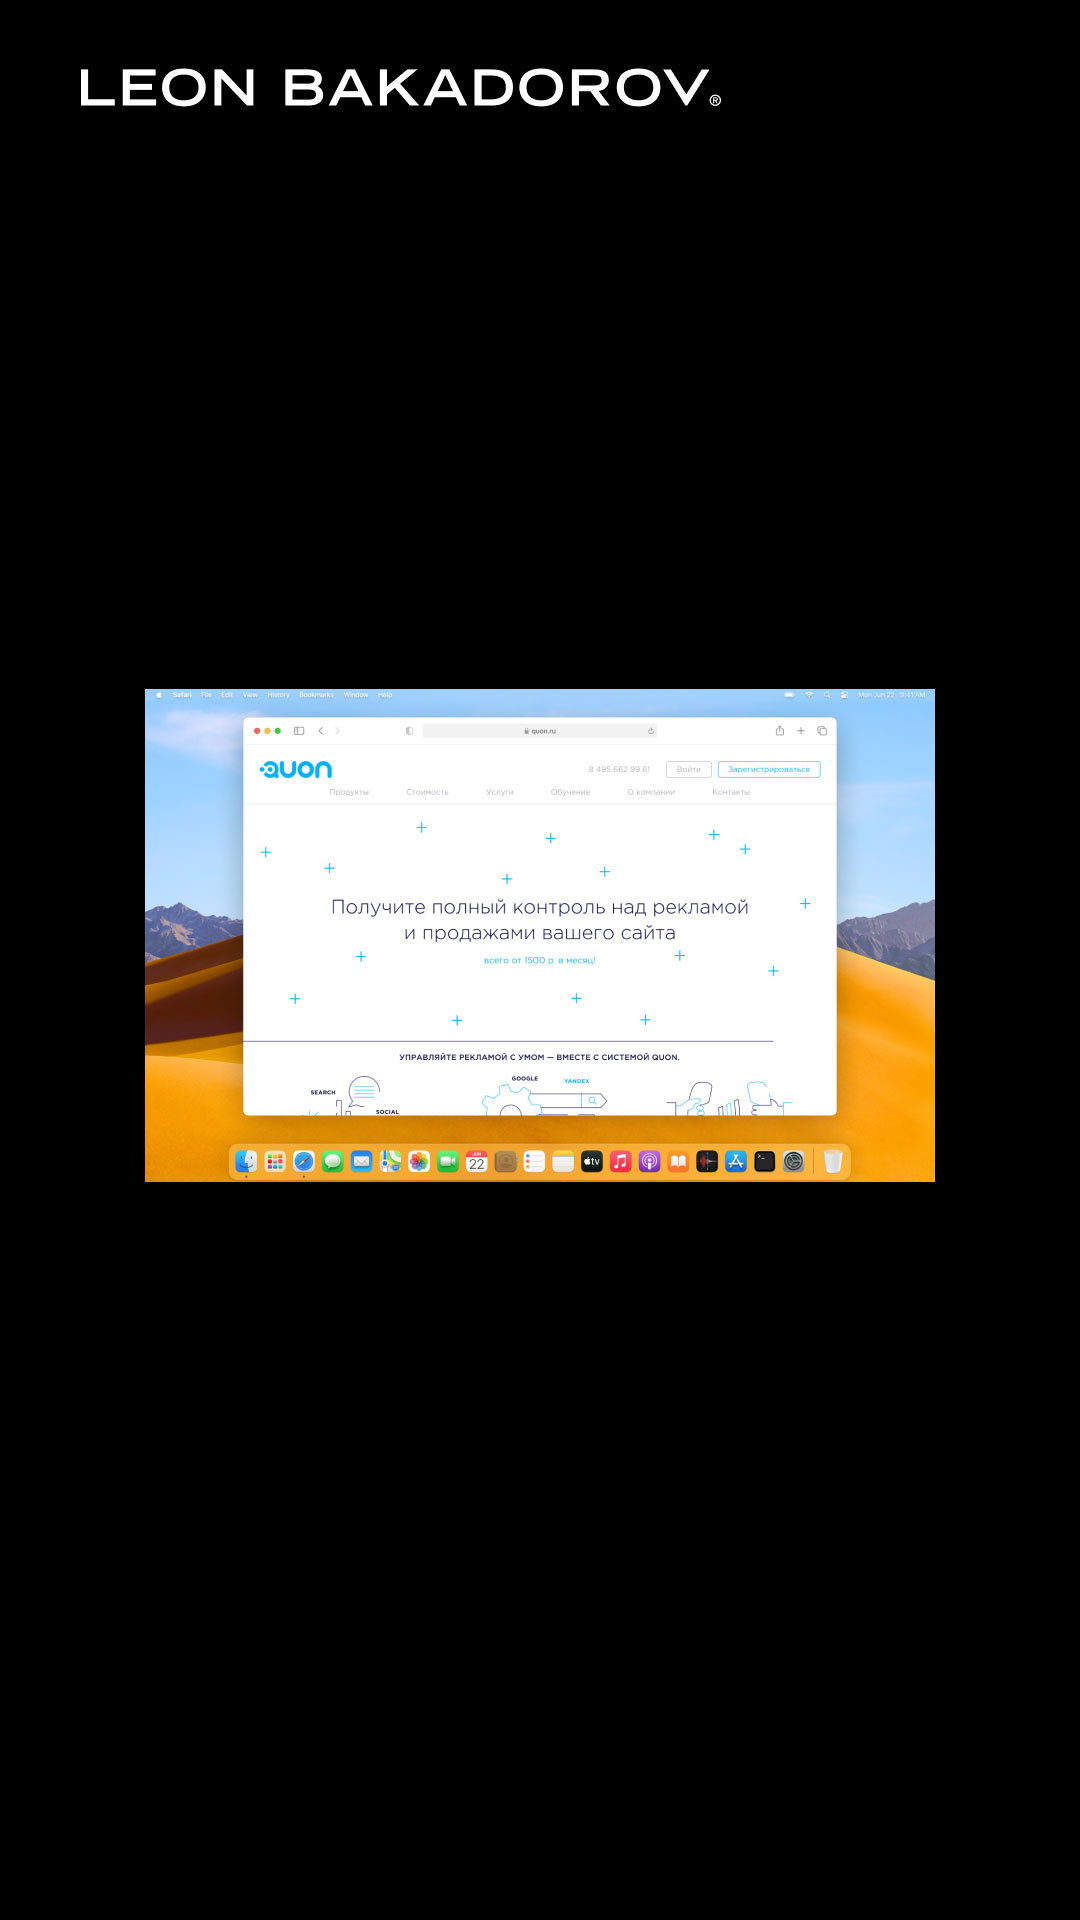 LEON BAKADOROV®
Safari File Edit View History Bookmarks Window Help
Mon Jun 22 9:41 AM
quon.ru
QUON
8 495 662 99 61
Войти
Зарегистрироваться
Продукты Стоимость Услуги Обучение О компании Контакты
Получите полный контроль над рекламой
и продажами вашего сайта
всего от 1500 р. в месяц!
УПРАВЛЯЙТЕ РЕКЛАМОЙ С УМОМ — ВМЕСТЕ С СИСТЕМОЙ QUON.
SEARCH
SOCIAL
GOOGLE
YANDEX
JUN
22
tv